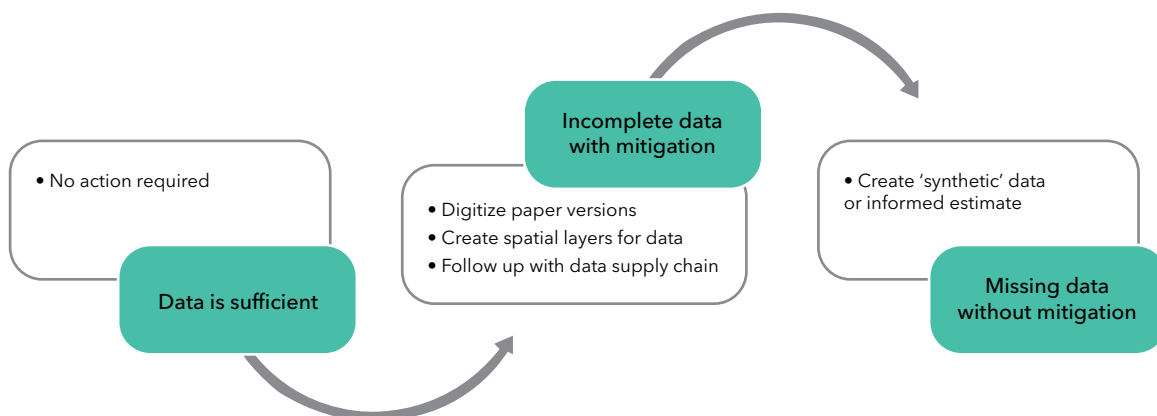 • No action required
Data is sufficient
Incomplete data
with mitigation
• Digitize paper versions
• Create spatial layers for data
• Follow up with data supply chain
• Create ‘synthetic’ data
or informed estimate
Missing data
without mitigation